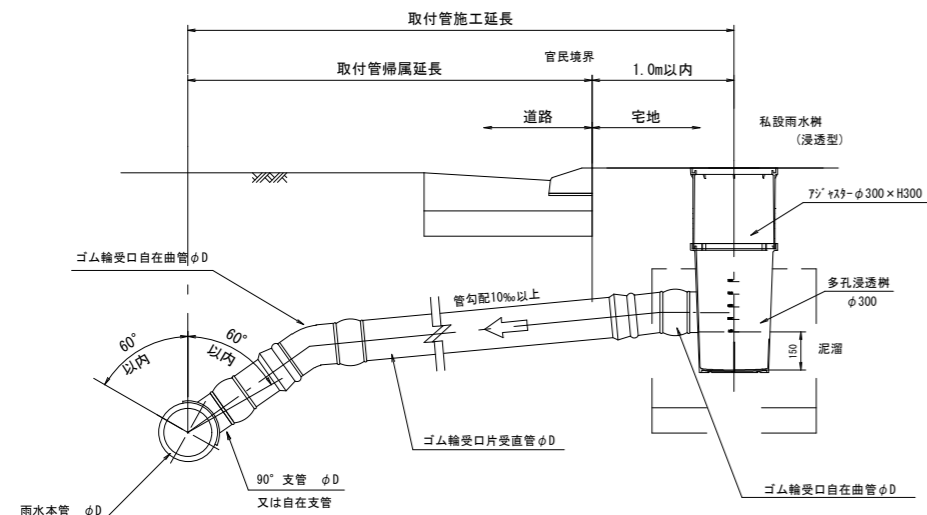 取付管施工延長
官民境界
取付管帰属延長
1.0m以内
道路
宅地
私設雨水桝
(浸透型)
アジャスターφ300×H300
ゴム輪受口自在曲管φD
管勾配10‰以上
多孔浸透桝
φ300
60°
以内
60°
以内
150
泥溜
ゴム輪受口片受直管φD
90° 支管 φD
又は自在支管
ゴム輪受口自在曲管φD
雨水本管 φD